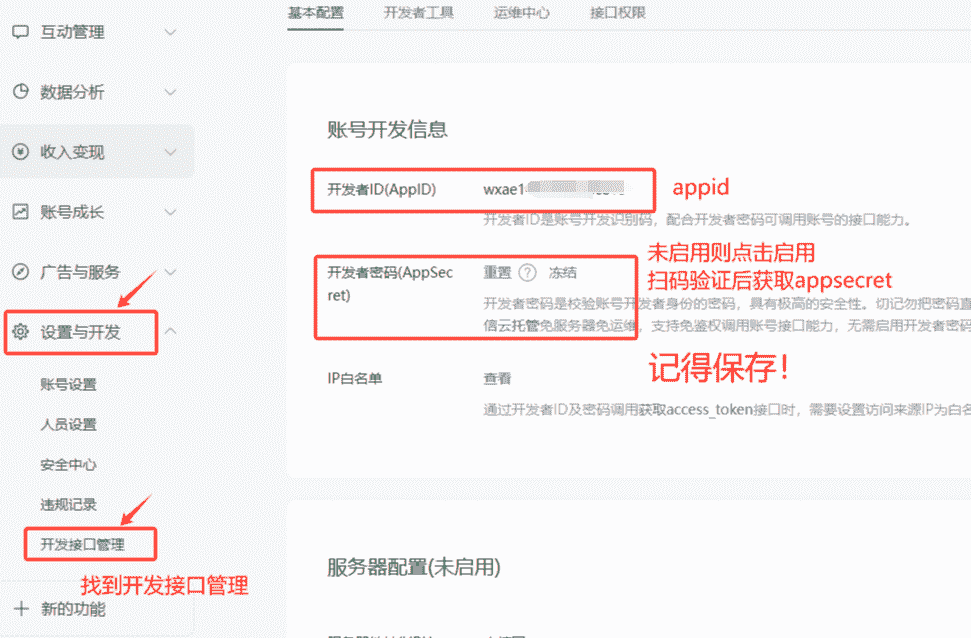 基本配置
开发者工具
运维中心
接口权限
互动管理
数据分析
收入变现
账号成长
广告与服务
设置与开发
账号设置
人员设置
安全中心
违规记录
开发接口管理
找到开发接口管理
新的功能
账号开发信息
开发者ID(AppID)
wxae1
appid
开发者ID是账号开发识别码，配合开发者密码可调用账号的接口能力。
开发者密码(AppSec
ret)
重置 ? 冻结
未启用则点击启用
扫码验证后获取appsecret
开发者密码是校验账号开发者身份的密码，具有极高的安全性。切记勿把密码直
信云托管免服务器免运维，支持免鉴权调用账号接口能力，无需启用开发者密码
记得保存！
IP白名单
查看
通过开发者ID及密码调用获取access_token接口时，需要设置访问来源IP为白名
服务器配置(未启用)